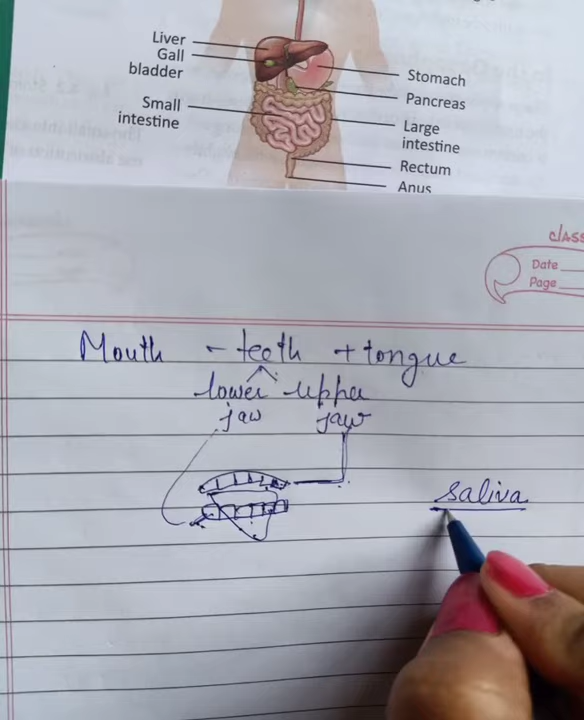 Liver
Gall
bladder
Small
intestine
Stomach
Pancreas
Large
intestine
Rectum
Anus
class
Date
Page
Mouth - teeth + tongue
lower upper
jaw jaw
saliva